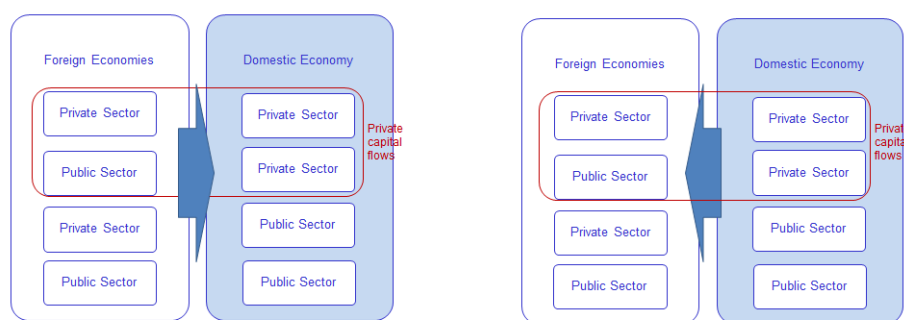 Foreign Economies
Domestic Economy
Private Sector
Private Sector
Private
capital
flows
Public Sector
Private Sector
Private Sector
Public Sector
Public Sector
Public Sector
Foreign Economies
Domestic Economy
Private Sector
Private Sector
Privat
capita
flows
Public Sector
Private Sector
Private Sector
Public Sector
Public Sector
Public Sector